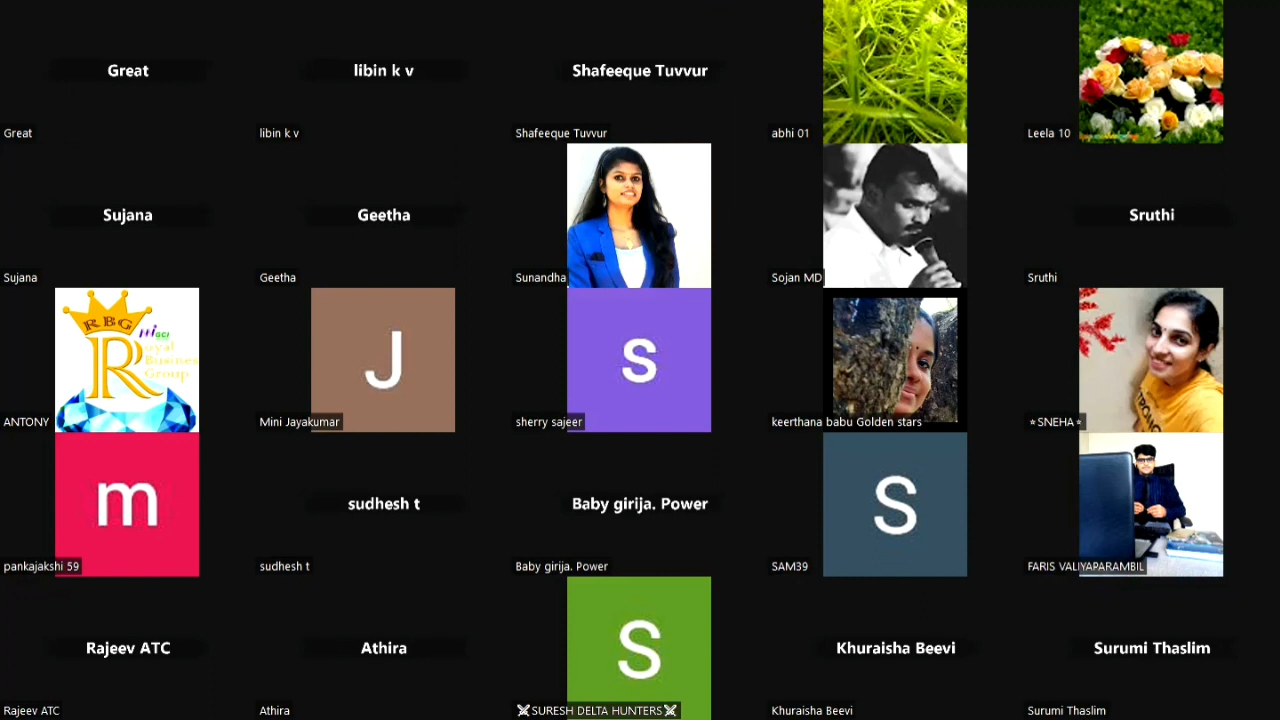 Great
libin k v
Shafeeque Tuvvur
Great
libin k v
Shafeeque Tuvvur
abhi 01
Leela 10
Sujana
Geetha
Sruthi
Sujana
Geetha
Sunandha
Sojan MD
Sruthi
RBG
Hi
R
oyal
Busines
Group
J
s
ANTONY
Mini Jayakumar
sherry sajeer
keerthana babu Golden stars
⭐SNEHA⭐
m
sudhesh t
Baby girija. Power
S
pankajakshi 59
sudhesh t
Baby girija. Power
SAM39
FARIS VALIYAPARAMBIL
Rajeev ATC
Athira
S
Khuraisha Beevi
Surumi Thaslim
Rajeev ATC
Athira
⚔SURESH DELTA HUNTERS⚔
Khuraisha Beevi
Surumi Thaslim